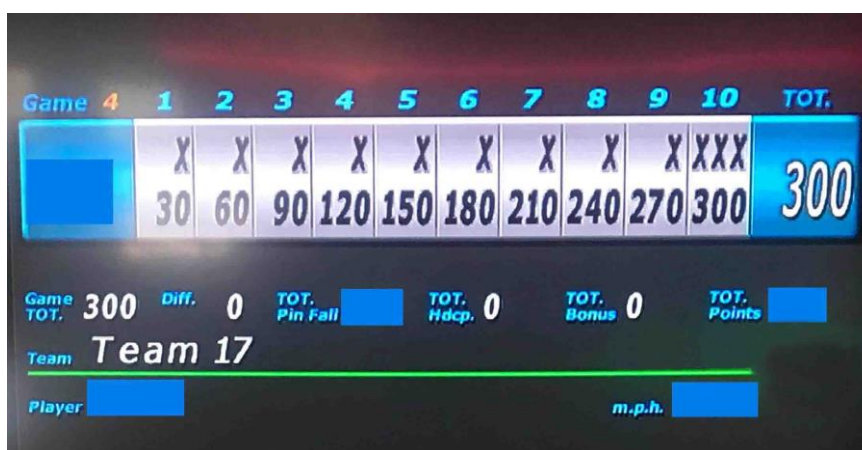 Game 4 1 2 3 4 5 6 7 8 9 10 TOT.
X X X X X X X X X XXX
30 60 90 120 150 180 210 240 270 300 300
Game TOT. 300 Diff. 0 TOT. Pin Fall TOT. Hdcp. 0 TOT. Bonus 0 TOT. Points
Team Team 17
Player m.p.h.